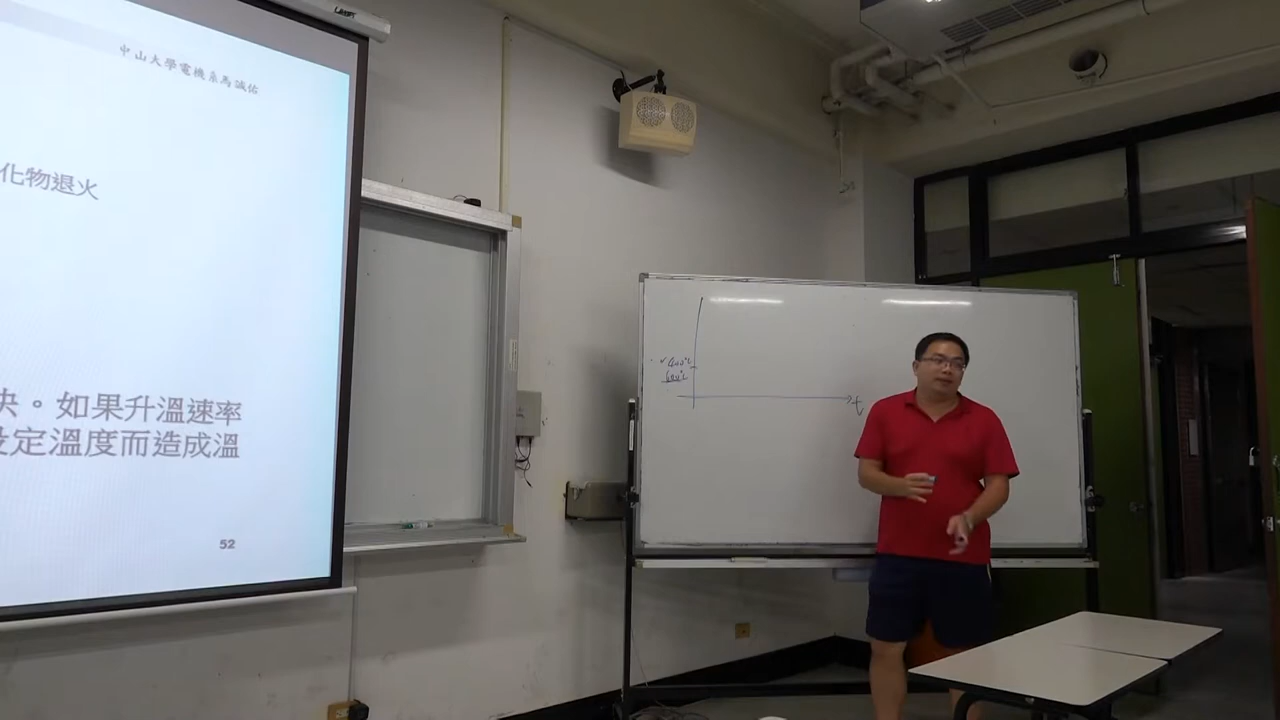 中山大學電機系馬誠佑
化物退火
快。如果升溫速率
設定溫度而造成溫
52
600℃
t